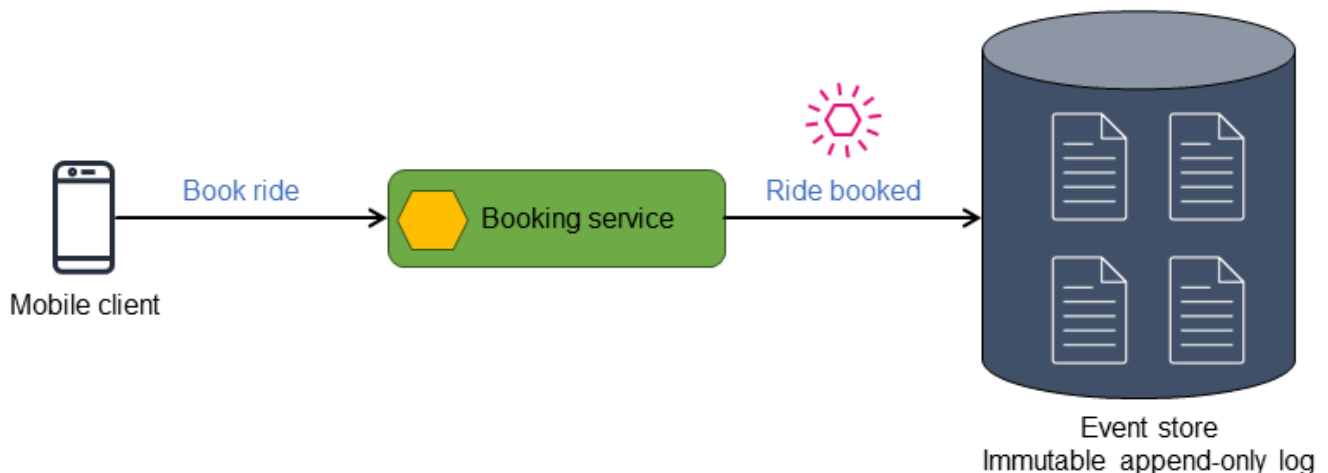 Book ride
Booking service
Ride booked
Mobile client
Event store
Immutable append-only log